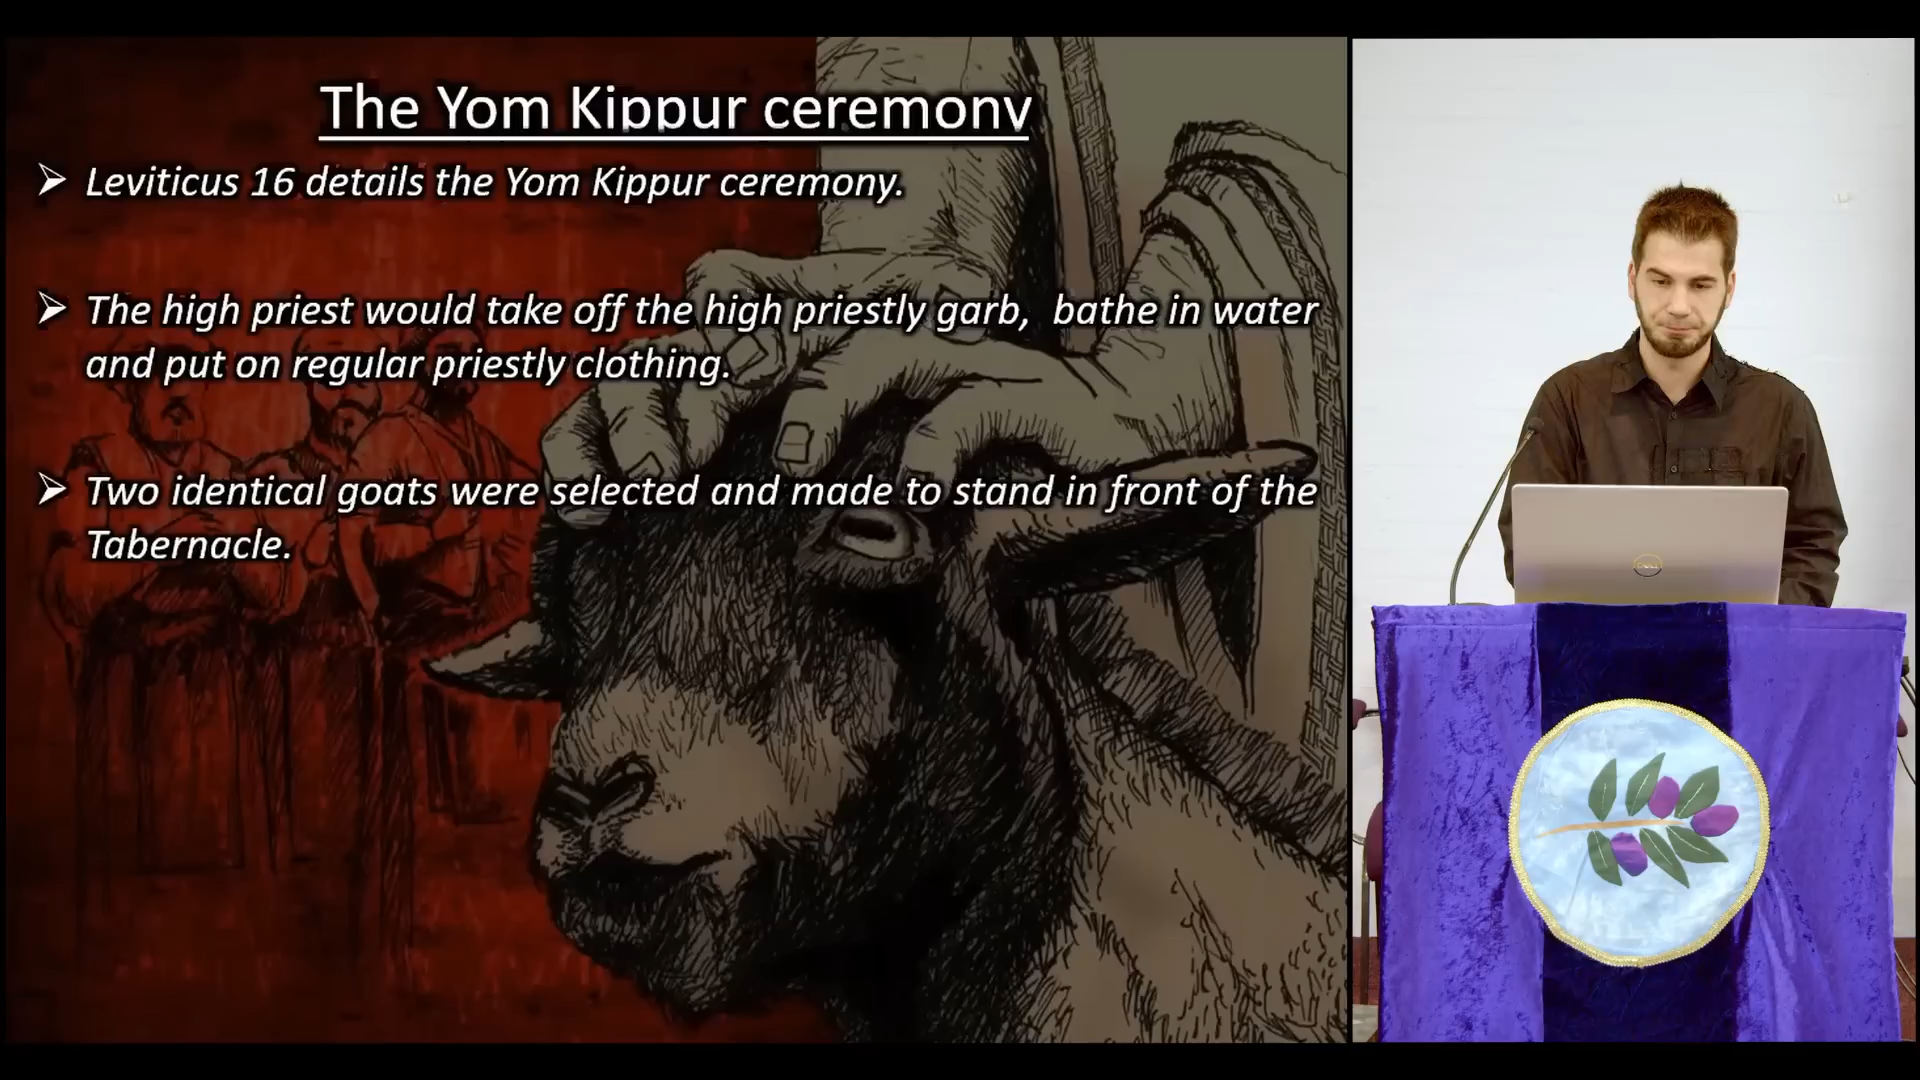 The Yom Kippur ceremony
Leviticus 16 details the Yom Kippur ceremony.
The high priest would take off the high priestly garb, bathe in water
and put on regular priestly clothing.
Two identical goats were selected and made to stand in front of the
Tabernacle.
DELL